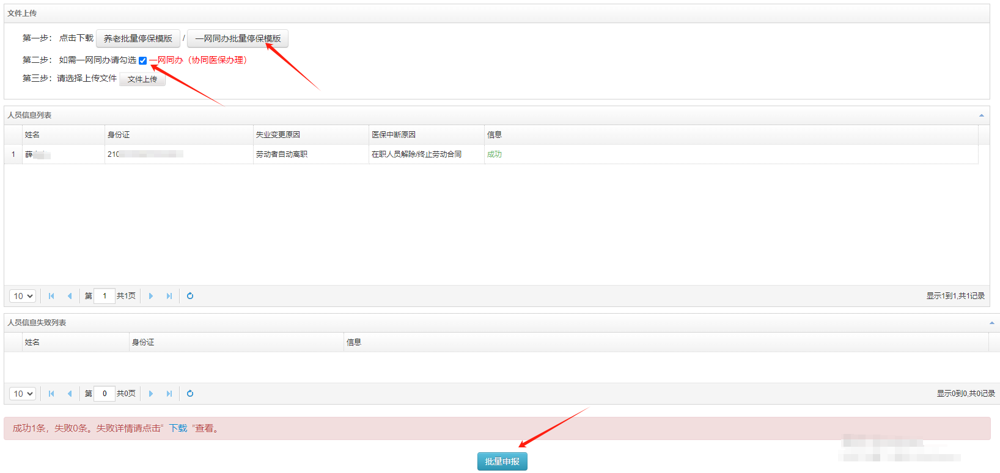 文件上传
第一步： 点击下载 养老批量停保模版 / 一网同办批量停保模版
第二步： 如需一网同办请勾选 一网同办（协同医保办理）
第三步：请选择上传文件 文件上传
人员信息列表
姓名 身份证 失业变更原因 医保中断原因 信息
1 薛 210 劳动者自动离职 在职人员解除/终止劳动合同 成功
10 第 1 共1页 显示1到1,共1记录
人员信息失败列表
姓名 身份证 信息
10 第 0 共0页 显示0到0,共0记录
成功1条，失败0条。失败详情请点击“ 下载 ”查看。
批量申报